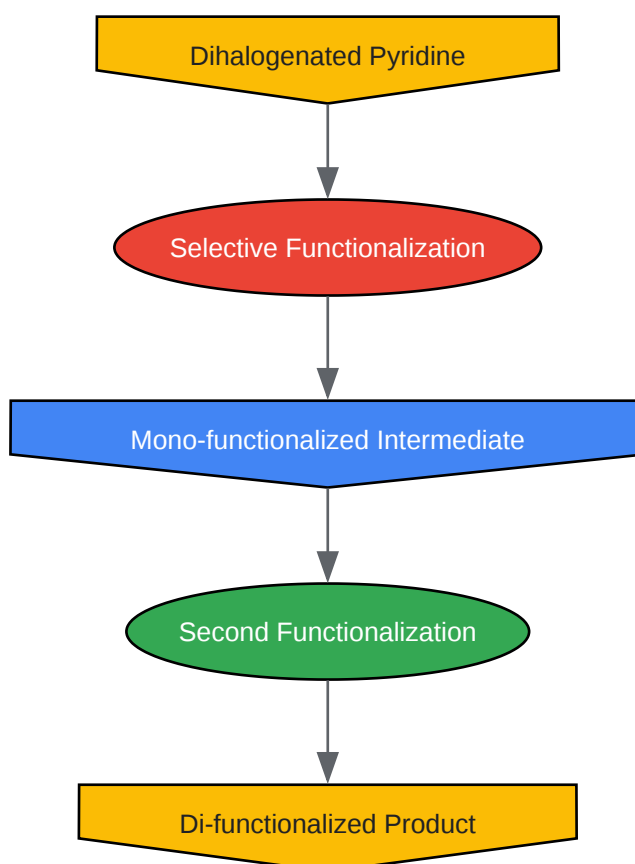 Dihalogenated Pyridine
Selective Functionalization
Mono-functionalized Intermediate
Second Functionalization
Di-functionalized Product